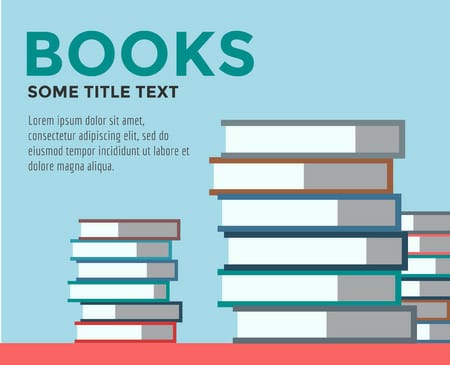 BOOKS
SOME TITLE TEXT
Lorem ipsum dolor sit amet,
consectetur adipiscing elit, sed do
eiusmod tempor incididunt ut labore et
dolore magna aliqua.